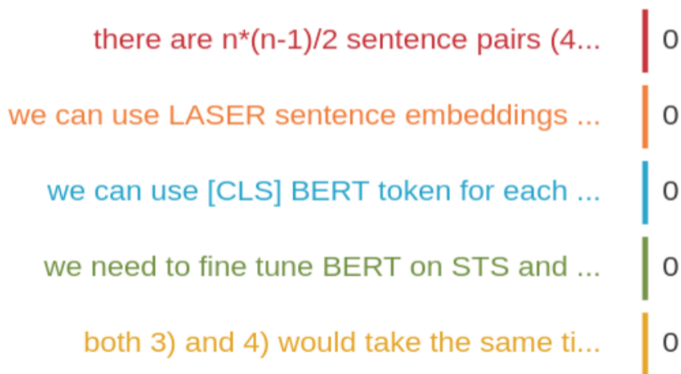 there are n*(n-1)/2 sentence pairs (4... 0
we can use LASER sentence embeddings ... 0
we can use [CLS] BERT token for each ... 0
we need to fine tune BERT on STS and ... 0
both 3) and 4) would take the same ti... 0